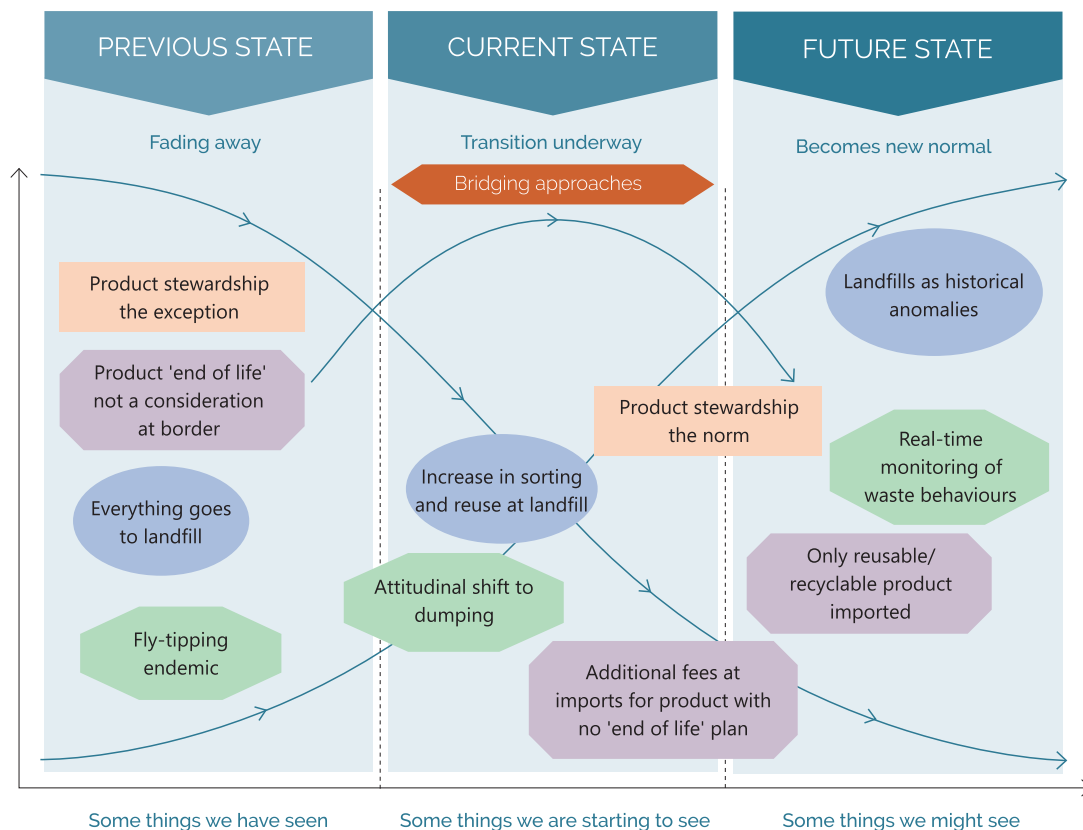 PREVIOUS STATE
CURRENT STATE
FUTURE STATE
Fading away
Transition underway
Becomes new normal
Bridging approaches
Product stewardship
the exception
Product 'end of life'
not a consideration
at border
Everything goes
to landfill
Fly-tipping
endemic
Increase in sorting
and reuse at landfill
Attitudinal shift to
dumping
Product stewardship
the norm
Additional fees at
imports for product with
no 'end of life' plan
Landfills as historical
anomalies
Real-time
monitoring of
waste behaviours
Only reusable/
recyclable product
imported
Some things we have seen
Some things we are starting to see
Some things we might see